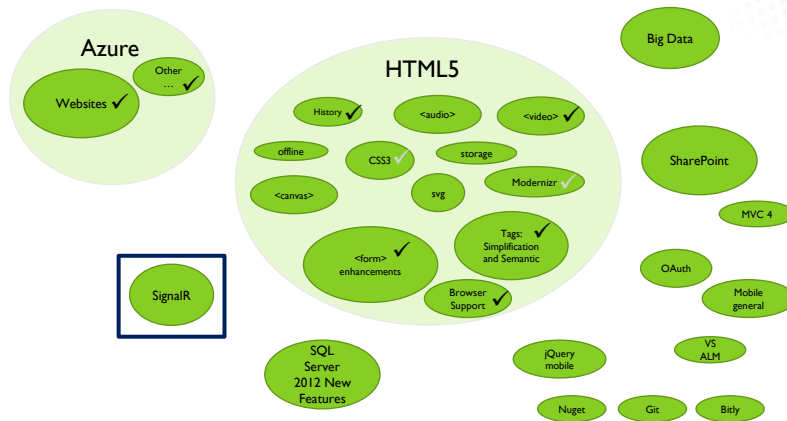 Azure
Other
...
Websites
HTML5
History
<audio>
<video>
offline
CSS3
storage
Modernizr
<canvas>
svg
Tags:
Simplification
and Semantic
<form>
enhancements
Browser
Support
Big Data
SharePoint
MVC 4
OAuth
Mobile
general
VS
ALM
SignalR
SQL
Server
2012 New
Features
jQuery
mobile
Nuget
Git
Bitly